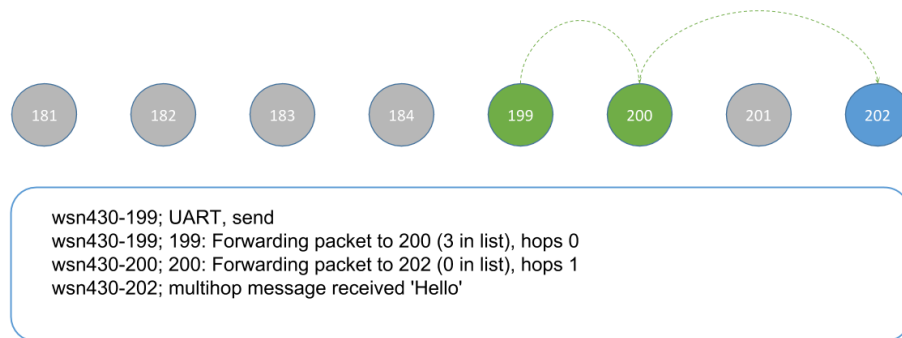 181 182 183 184 199 200 201 202
wsn430-199; UART, send
wsn430-199; 199: Forwarding packet to 200 (3 in list), hops 0
wsn430-200; 200: Forwarding packet to 202 (0 in list), hops 1
wsn430-202; multihop message received 'Hello'